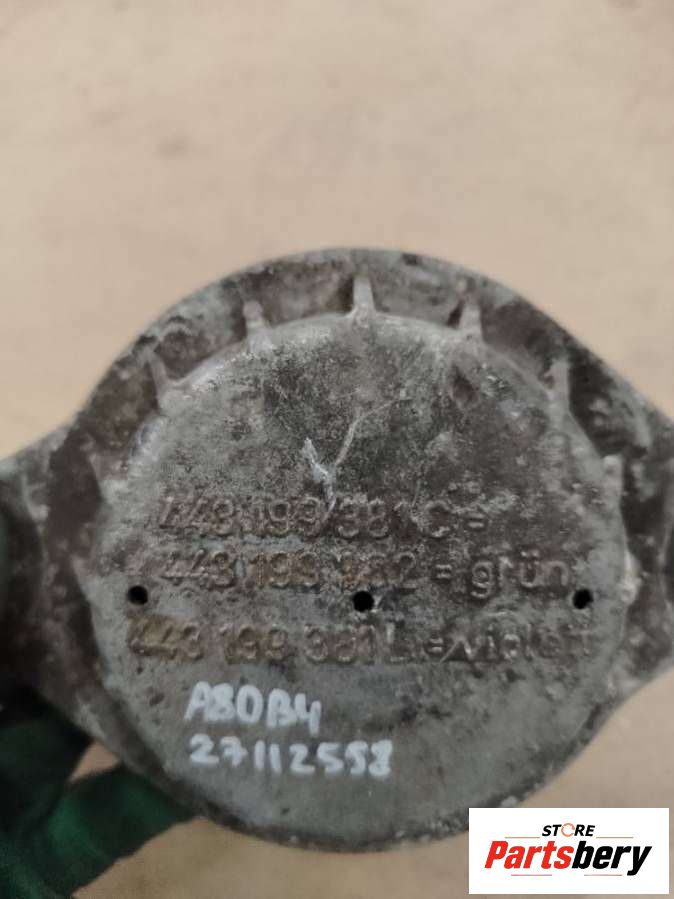 443 199 381 C =
443 199 382 = grün
443 199 381 L = violett
A80B4
27112558
STORE
Partsbery